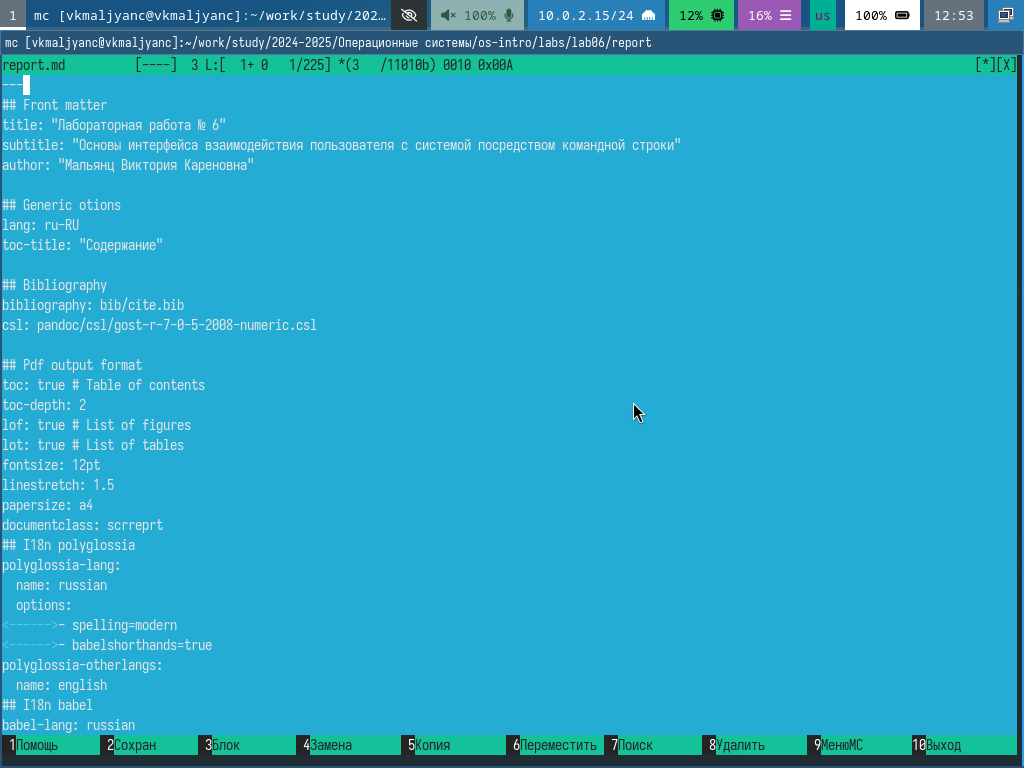 1 mc [vkmaljyanc@vkmaljyanc]:~/work/study/202… 100% 10.0.2.15/24 12% 16% us 100% 12:53
mc [vkmaljyanc@vkmaljyanc]:~/work/study/2024-2025/Операционные системы/os-intro/labs/lab06/report
report.md [----] 3 L:[ 1+ 0 1/225] *(3 /11010b) 0010 0x00A [*][X]
---
## Front matter
title: "Лабораторная работа № 6"
subtitle: "Основы интерфейса взаимодействия пользователя с системой посредством командной строки"
author: "Мальянц Виктория Кареновна"

## Generic otions
lang: ru-RU
toc-title: "Содержание"

## Bibliography
bibliography: bib/cite.bib
csl: pandoc/csl/gost-r-7-0-5-2008-numeric.csl

## Pdf output format
toc: true # Table of contents
toc-depth: 2
lof: true # List of figures
lot: true # List of tables
fontsize: 12pt
linestretch: 1.5
papersize: a4
documentclass: scrreprt
## I18n polyglossia
polyglossia-lang:
  name: russian
  options:
<------>- spelling=modern
<------>- babelshorthands=true
polyglossia-otherlangs:
  name: english
## I18n babel
babel-lang: russian
1Помощь 2Сохран 3Блок 4Замена 5Копия 6Переместить 7Поиск 8Удалить 9МенюMC 10Выход